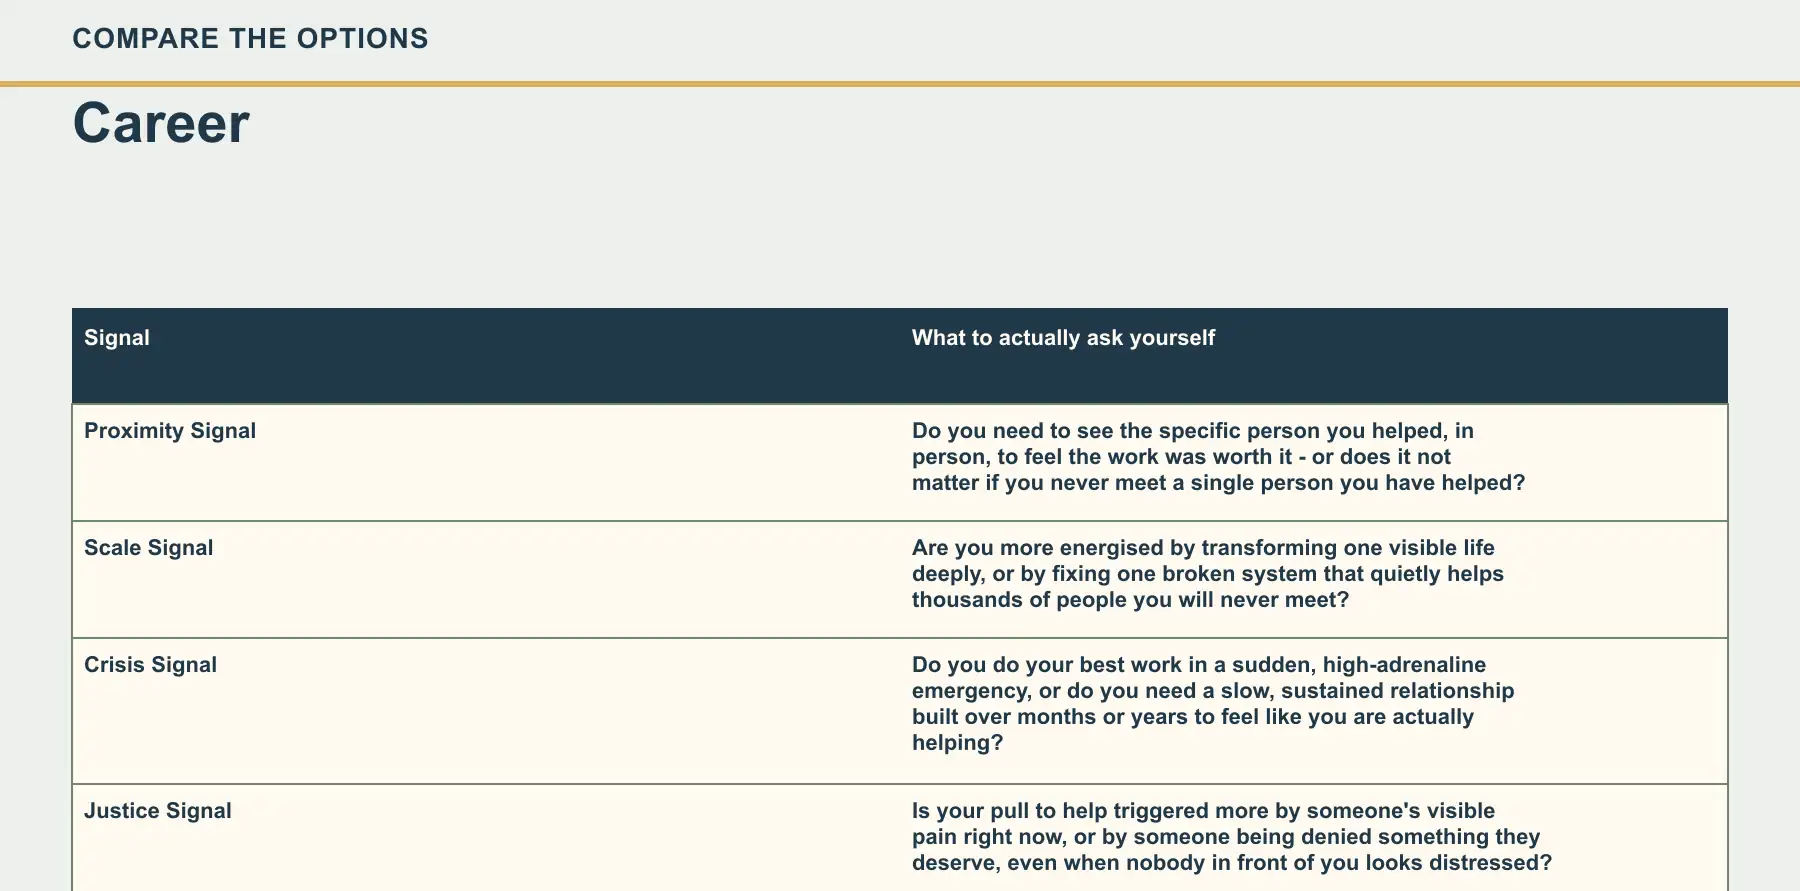 COMPARE THE OPTIONS
Career
Signal
What to actually ask yourself
Proximity Signal
Do you need to see the specific person you helped, in
person, to feel the work was worth it - or does it not
matter if you never meet a single person you have helped?
Scale Signal
Are you more energised by transforming one visible life
deeply, or by fixing one broken system that quietly helps
thousands of people you will never meet?
Crisis Signal
Do you do your best work in a sudden, high-adrenaline
emergency, or do you need a slow, sustained relationship
built over months or years to feel like you are actually
helping?
Justice Signal
Is your pull to help triggered more by someone's visible
pain right now, or by someone being denied something they
deserve, even when nobody in front of you looks distressed?